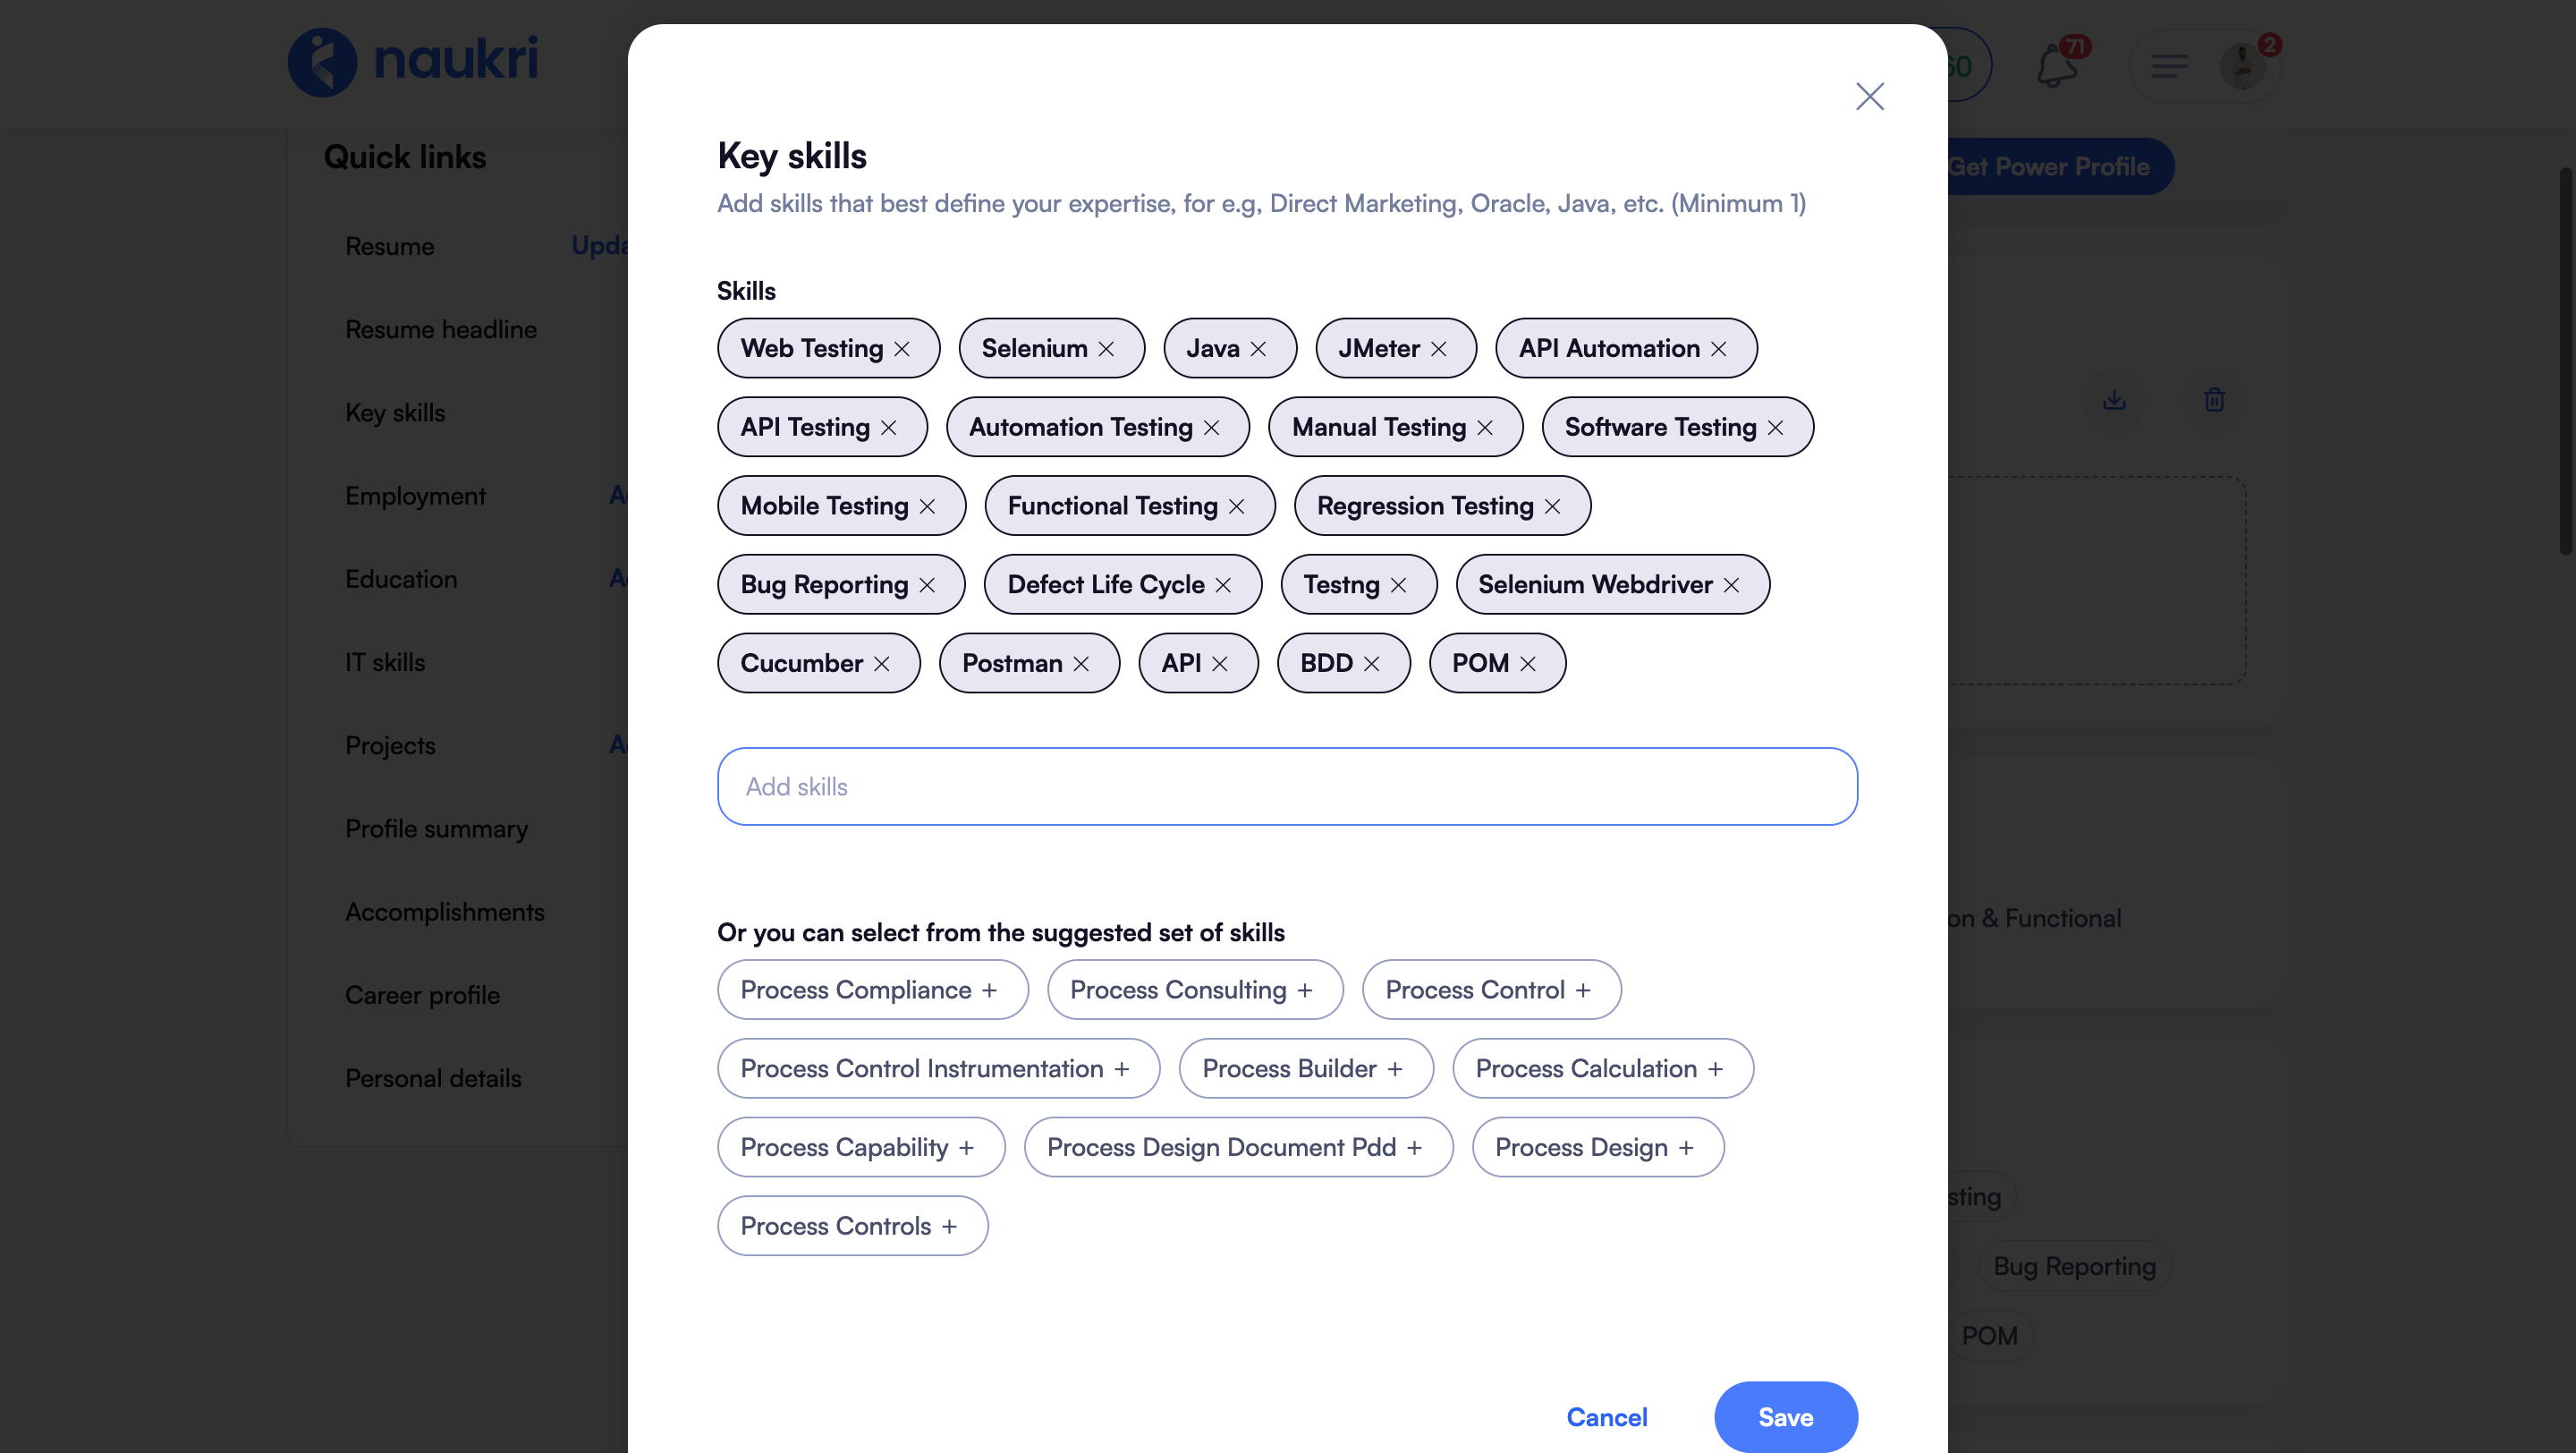 naukri
60
71
2
Quick links
Get Power Profile
Resume
Upda
Resume headline
Key skills
Employment
A
Education
A
IT skills
Projects
A
Profile summary
Accomplishments
Career profile
Personal details
Key skills
Add skills that best define your expertise, for e.g, Direct Marketing, Oracle, Java, etc. (Minimum 1)
Skills
Web Testing Selenium Java JMeter API Automation
API Testing Automation Testing Manual Testing Software Testing
Mobile Testing Functional Testing Regression Testing
Bug Reporting Defect Life Cycle Testng Selenium Webdriver
Cucumber Postman API BDD POM
Add skills
Or you can select from the suggested set of skills
Process Compliance + Process Consulting + Process Control +
Process Control Instrumentation + Process Builder + Process Calculation +
Process Capability + Process Design Document Pdd + Process Design +
Process Controls +
Cancel Save
on & Functional
sting
Bug Reporting
POM